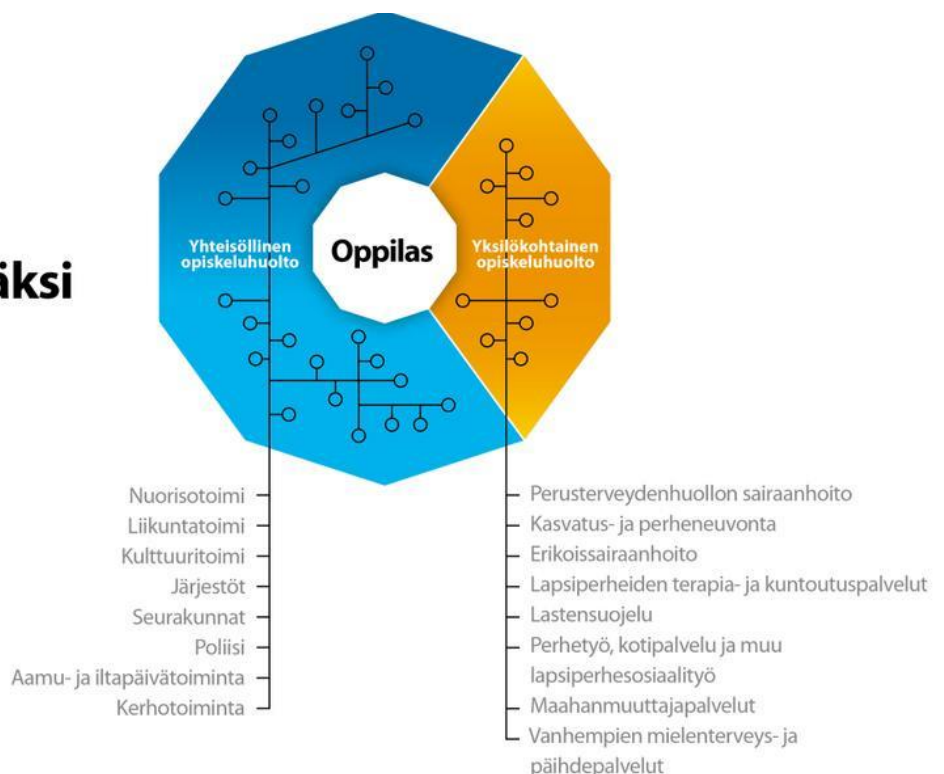 äksi
Yhteisöllinen
opiskeluhuolto
Oppilas
Yksilökohtainen
opiskeluhuolto
Nuorisotoimi
Liikuntatoimi
Kulttuuritoimi
Järjestöt
Seurakunnat
Poliisi
Aamu- ja iltapäivätoiminta
Kerhotoiminta
Perusterveydenhuollon sairaanhoito
Kasvatus- ja perheneuvonta
Erikoissairaanhoito
Lapsiperheiden terapia- ja kuntoutuspalvelut
Lastensuojelu
Perhetyö, kotipalvelu ja muu
lapsiperhesosiaalityö
Maahanmuuttajapalvelut
Vanhempien mielenterveys- ja
päihdepalvelut